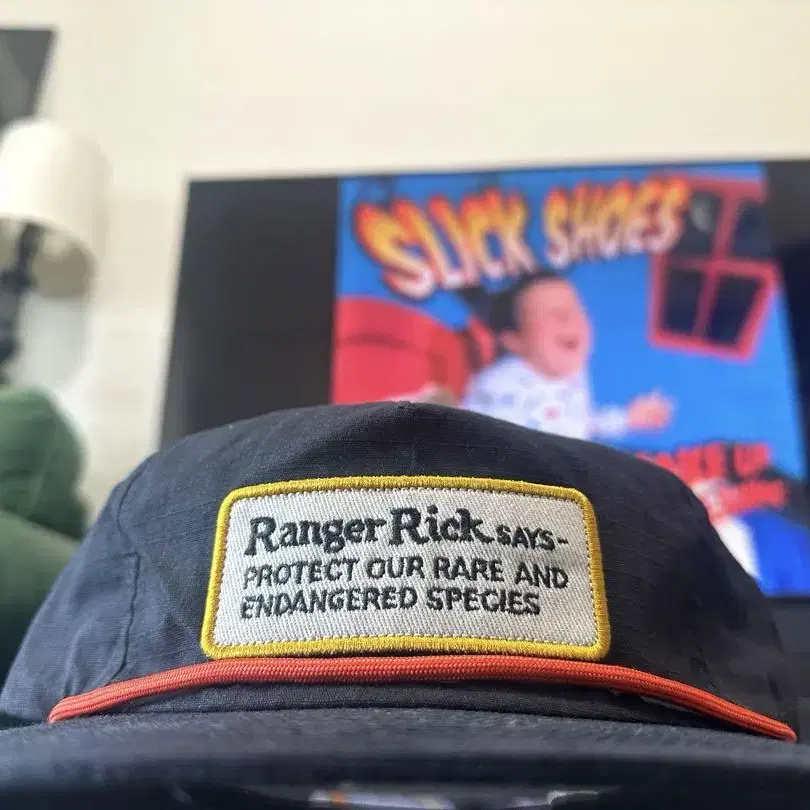 SLICK SHOES
Ranger Rick SAYS-
PROTECT OUR RARE AND
ENDANGERED SPECIES